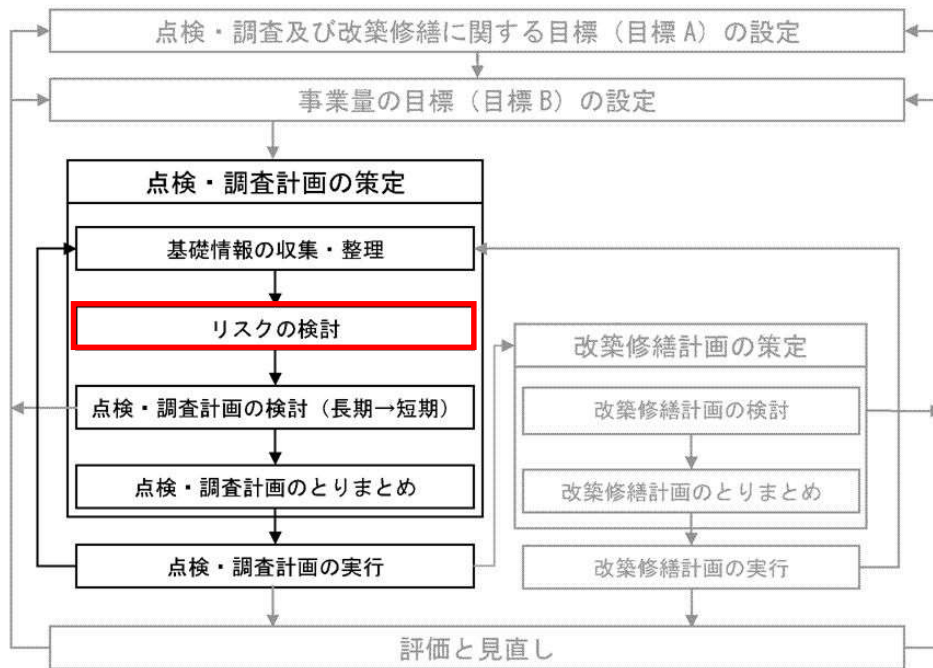 点検・調査及び改築修繕に関する目標（目標A）の設定
事業量の目標（目標B）の設定
点検・調査計画の策定
基礎情報の収集・整理
リスクの検討
点検・調査計画の検討（長期→短期）
点検・調査計画のとりまとめ
点検・調査計画の実行
改築修繕計画の策定
改築修繕計画の検討
改築修繕計画のとりまとめ
改築修繕計画の実行
評価と見直し